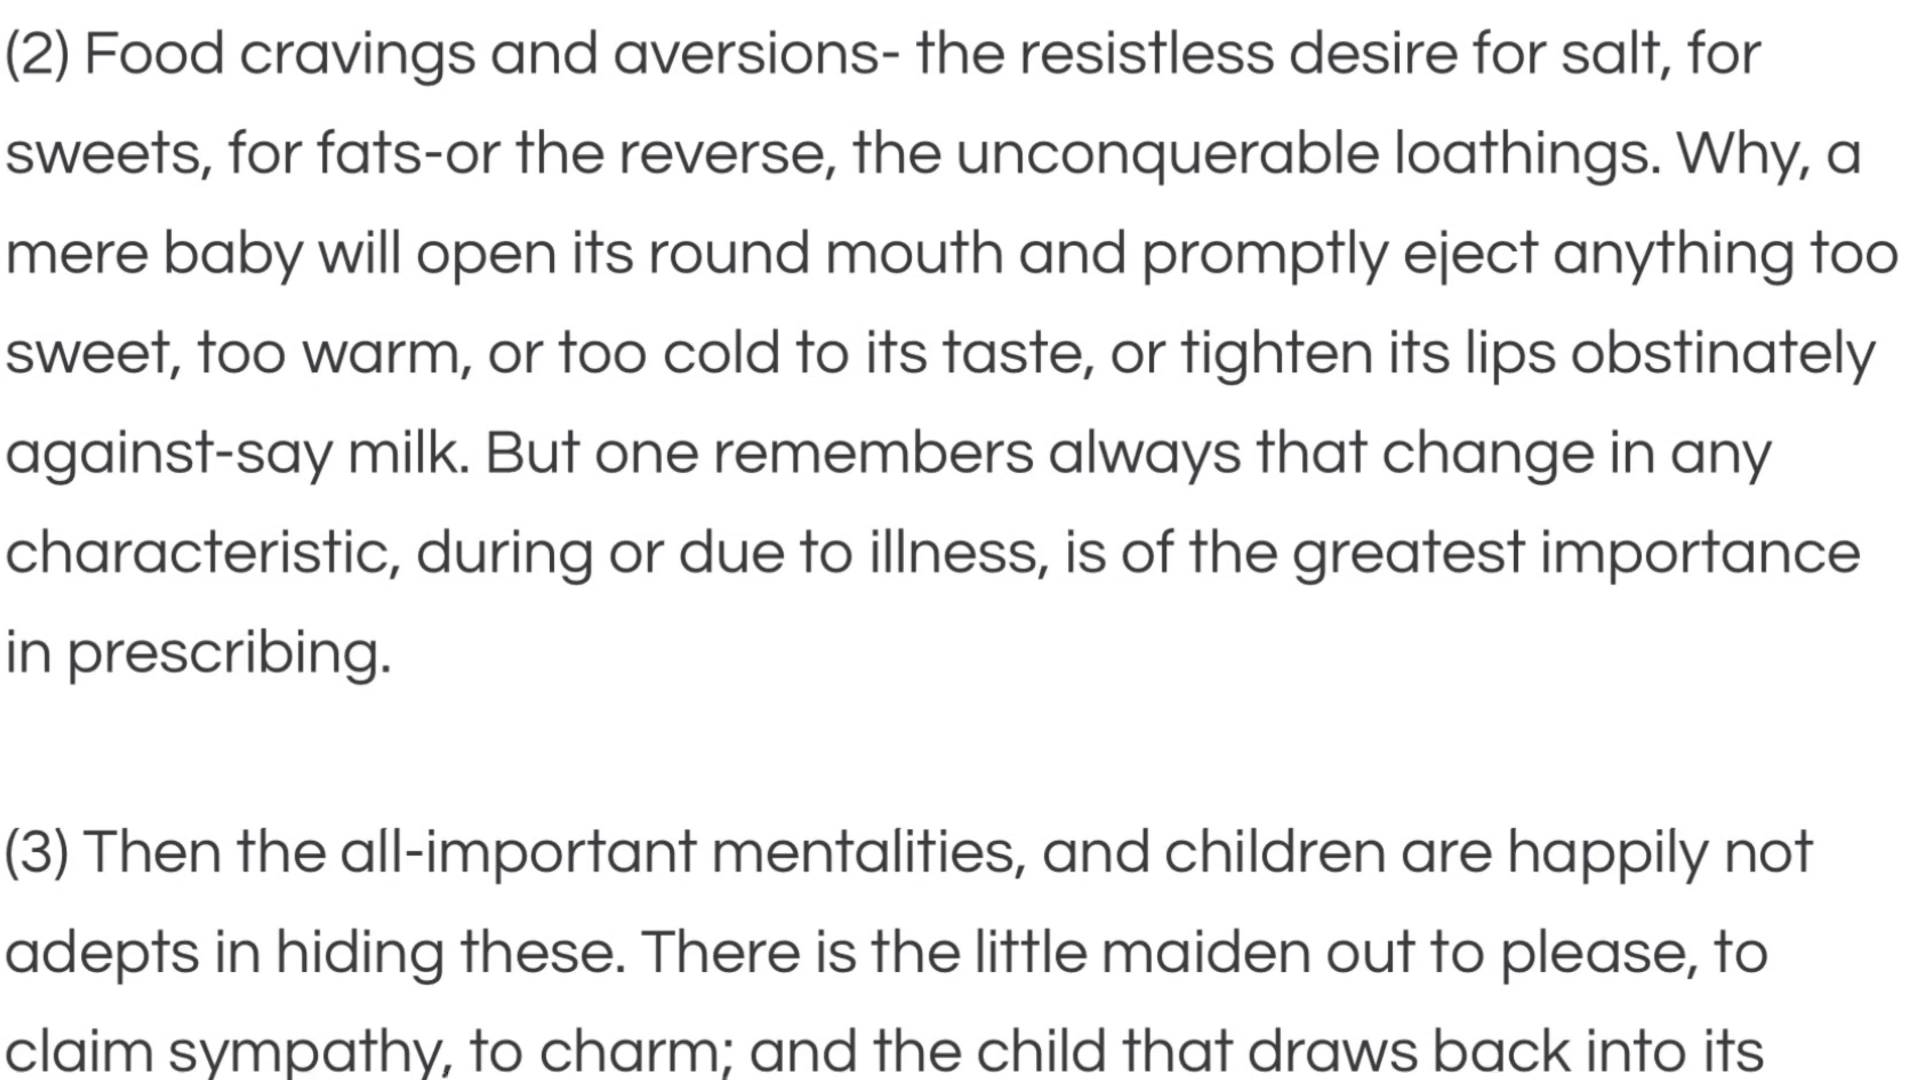 (2) Food cravings and aversions- the resistless desire for salt, for
sweets, for fats-or the reverse, the unconquerable loathings. Why, a
mere baby will open its round mouth and promptly eject anything too
sweet, too warm, or too cold to its taste, or tighten its lips obstinately
against-say milk. But one remembers always that change in any
characteristic, during or due to illness, is of the greatest importance
in prescribing.
(3) Then the all-important mentalities, and children are happily not
adepts in hiding these. There is the little maiden out to please, to
claim sympathy, to charm; and the child that draws back into its